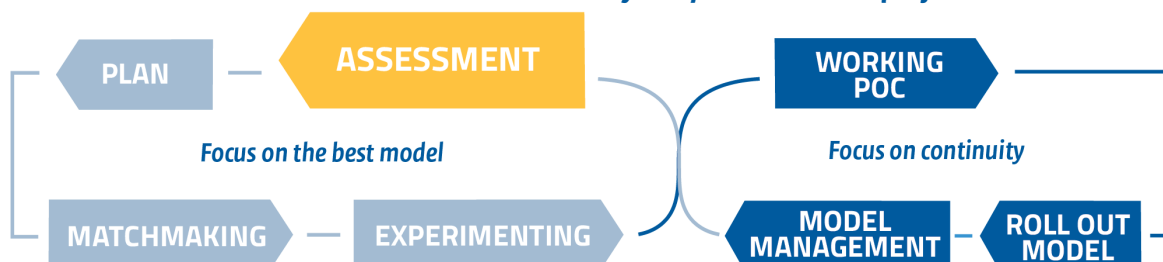 PLAN
ASSESSMENT
WORKING
POC
Focus on the best model
Focus on continuity
MATCHMAKING
EXPERIMENTING
MODEL
MANAGEMENT
ROLL OUT
MODEL